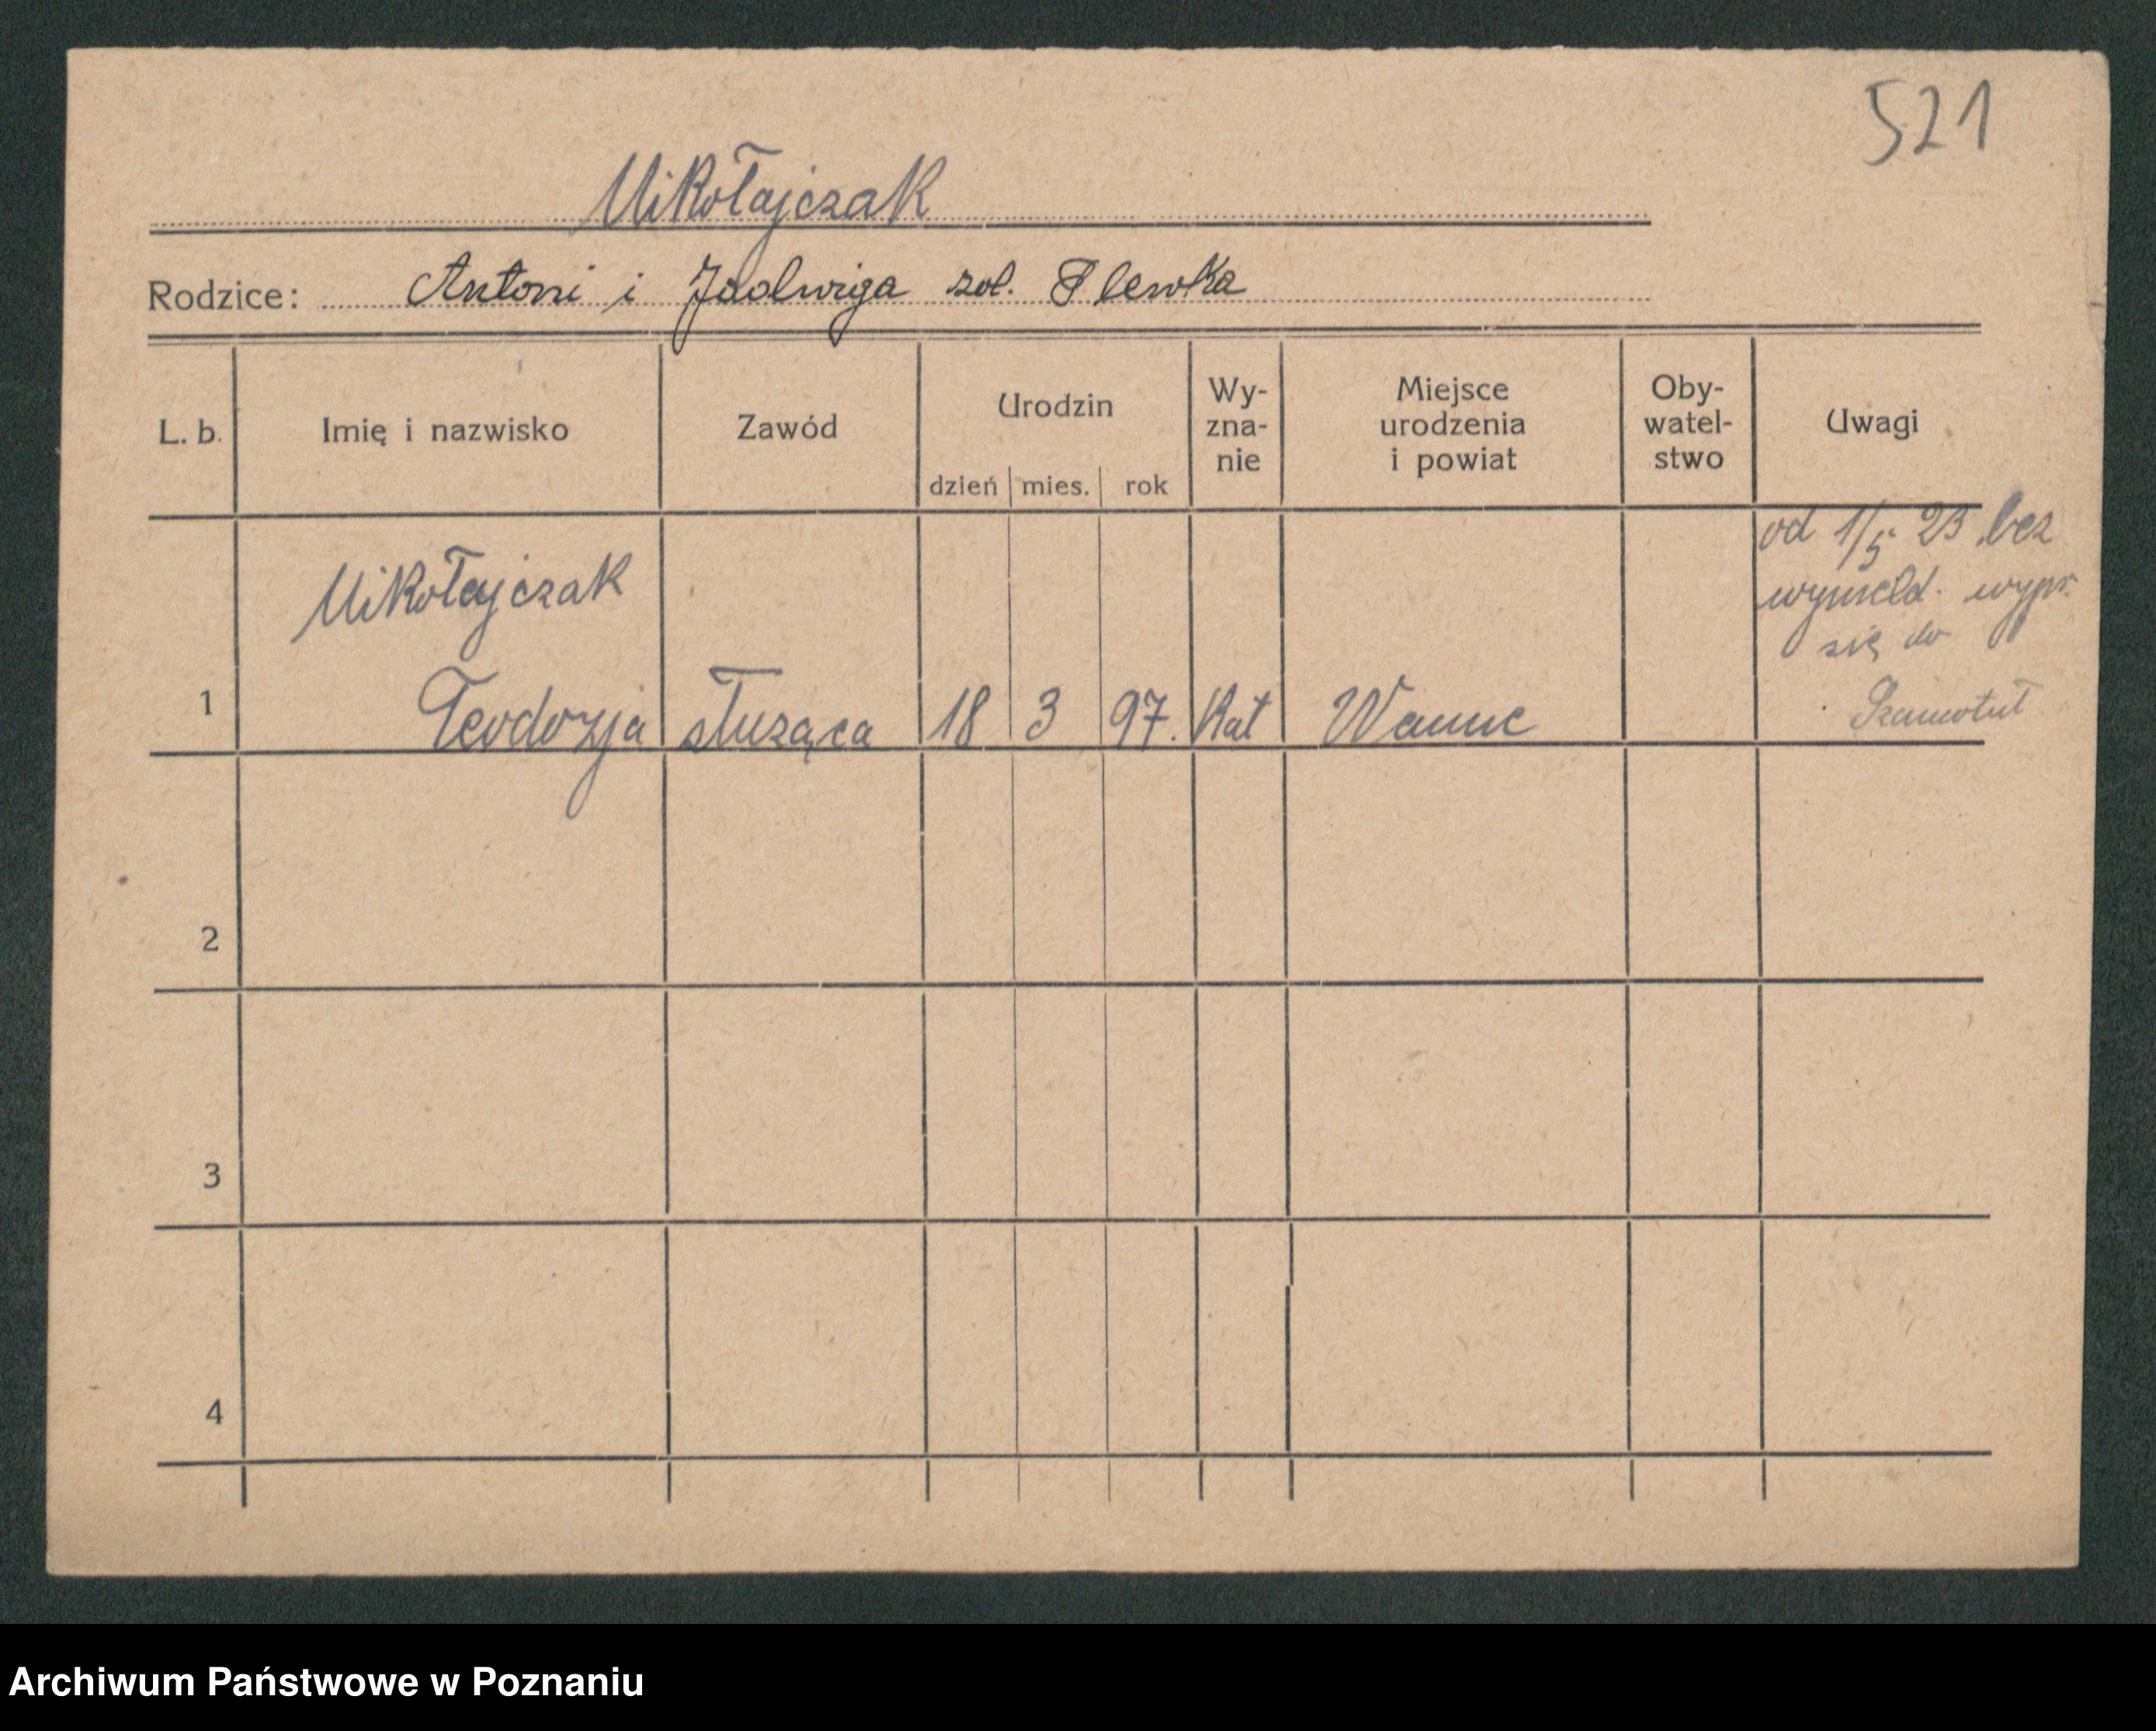 521
Mikołajczak
Rodzice: Antoni i Jadwiga zol. Plewka
L. b. Imię i nazwisko Zawód Urodzin dzień mies. rok Wy-zna-nie Miejsce urodzenia i powiat Oby-watel-stwo Uwagi
od 1/5 23 bez
Mikołajczak wymeld. wypr.
się do
1 Teodozja służąca 18 3 97. Kat Wanne Szamotuł
2
3
4
Archiwum Państwowe w Poznaniu